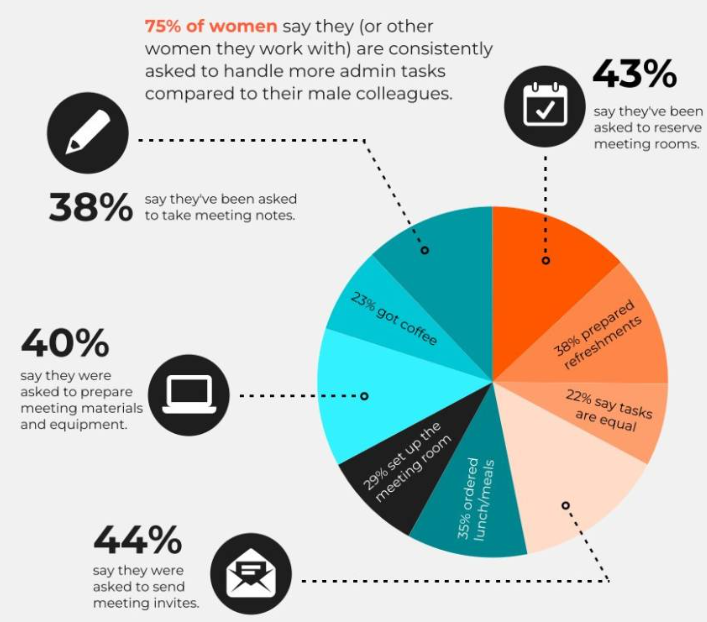 75% of women say they (or other
women they work with) are consistently
asked to handle more admin tasks
compared to their male colleagues.
43%
say they've been
asked to reserve
meeting rooms.
38%
say they've been asked
to take meeting notes.
23% got coffee
38% prepared
refreshments
22% say tasks
are equal
40%
say they were
asked to prepare
meeting materials
and equipment.
29% set up the
meeting room
35% ordered
lunch/meals
44%
say they were
asked to send
meeting invites.